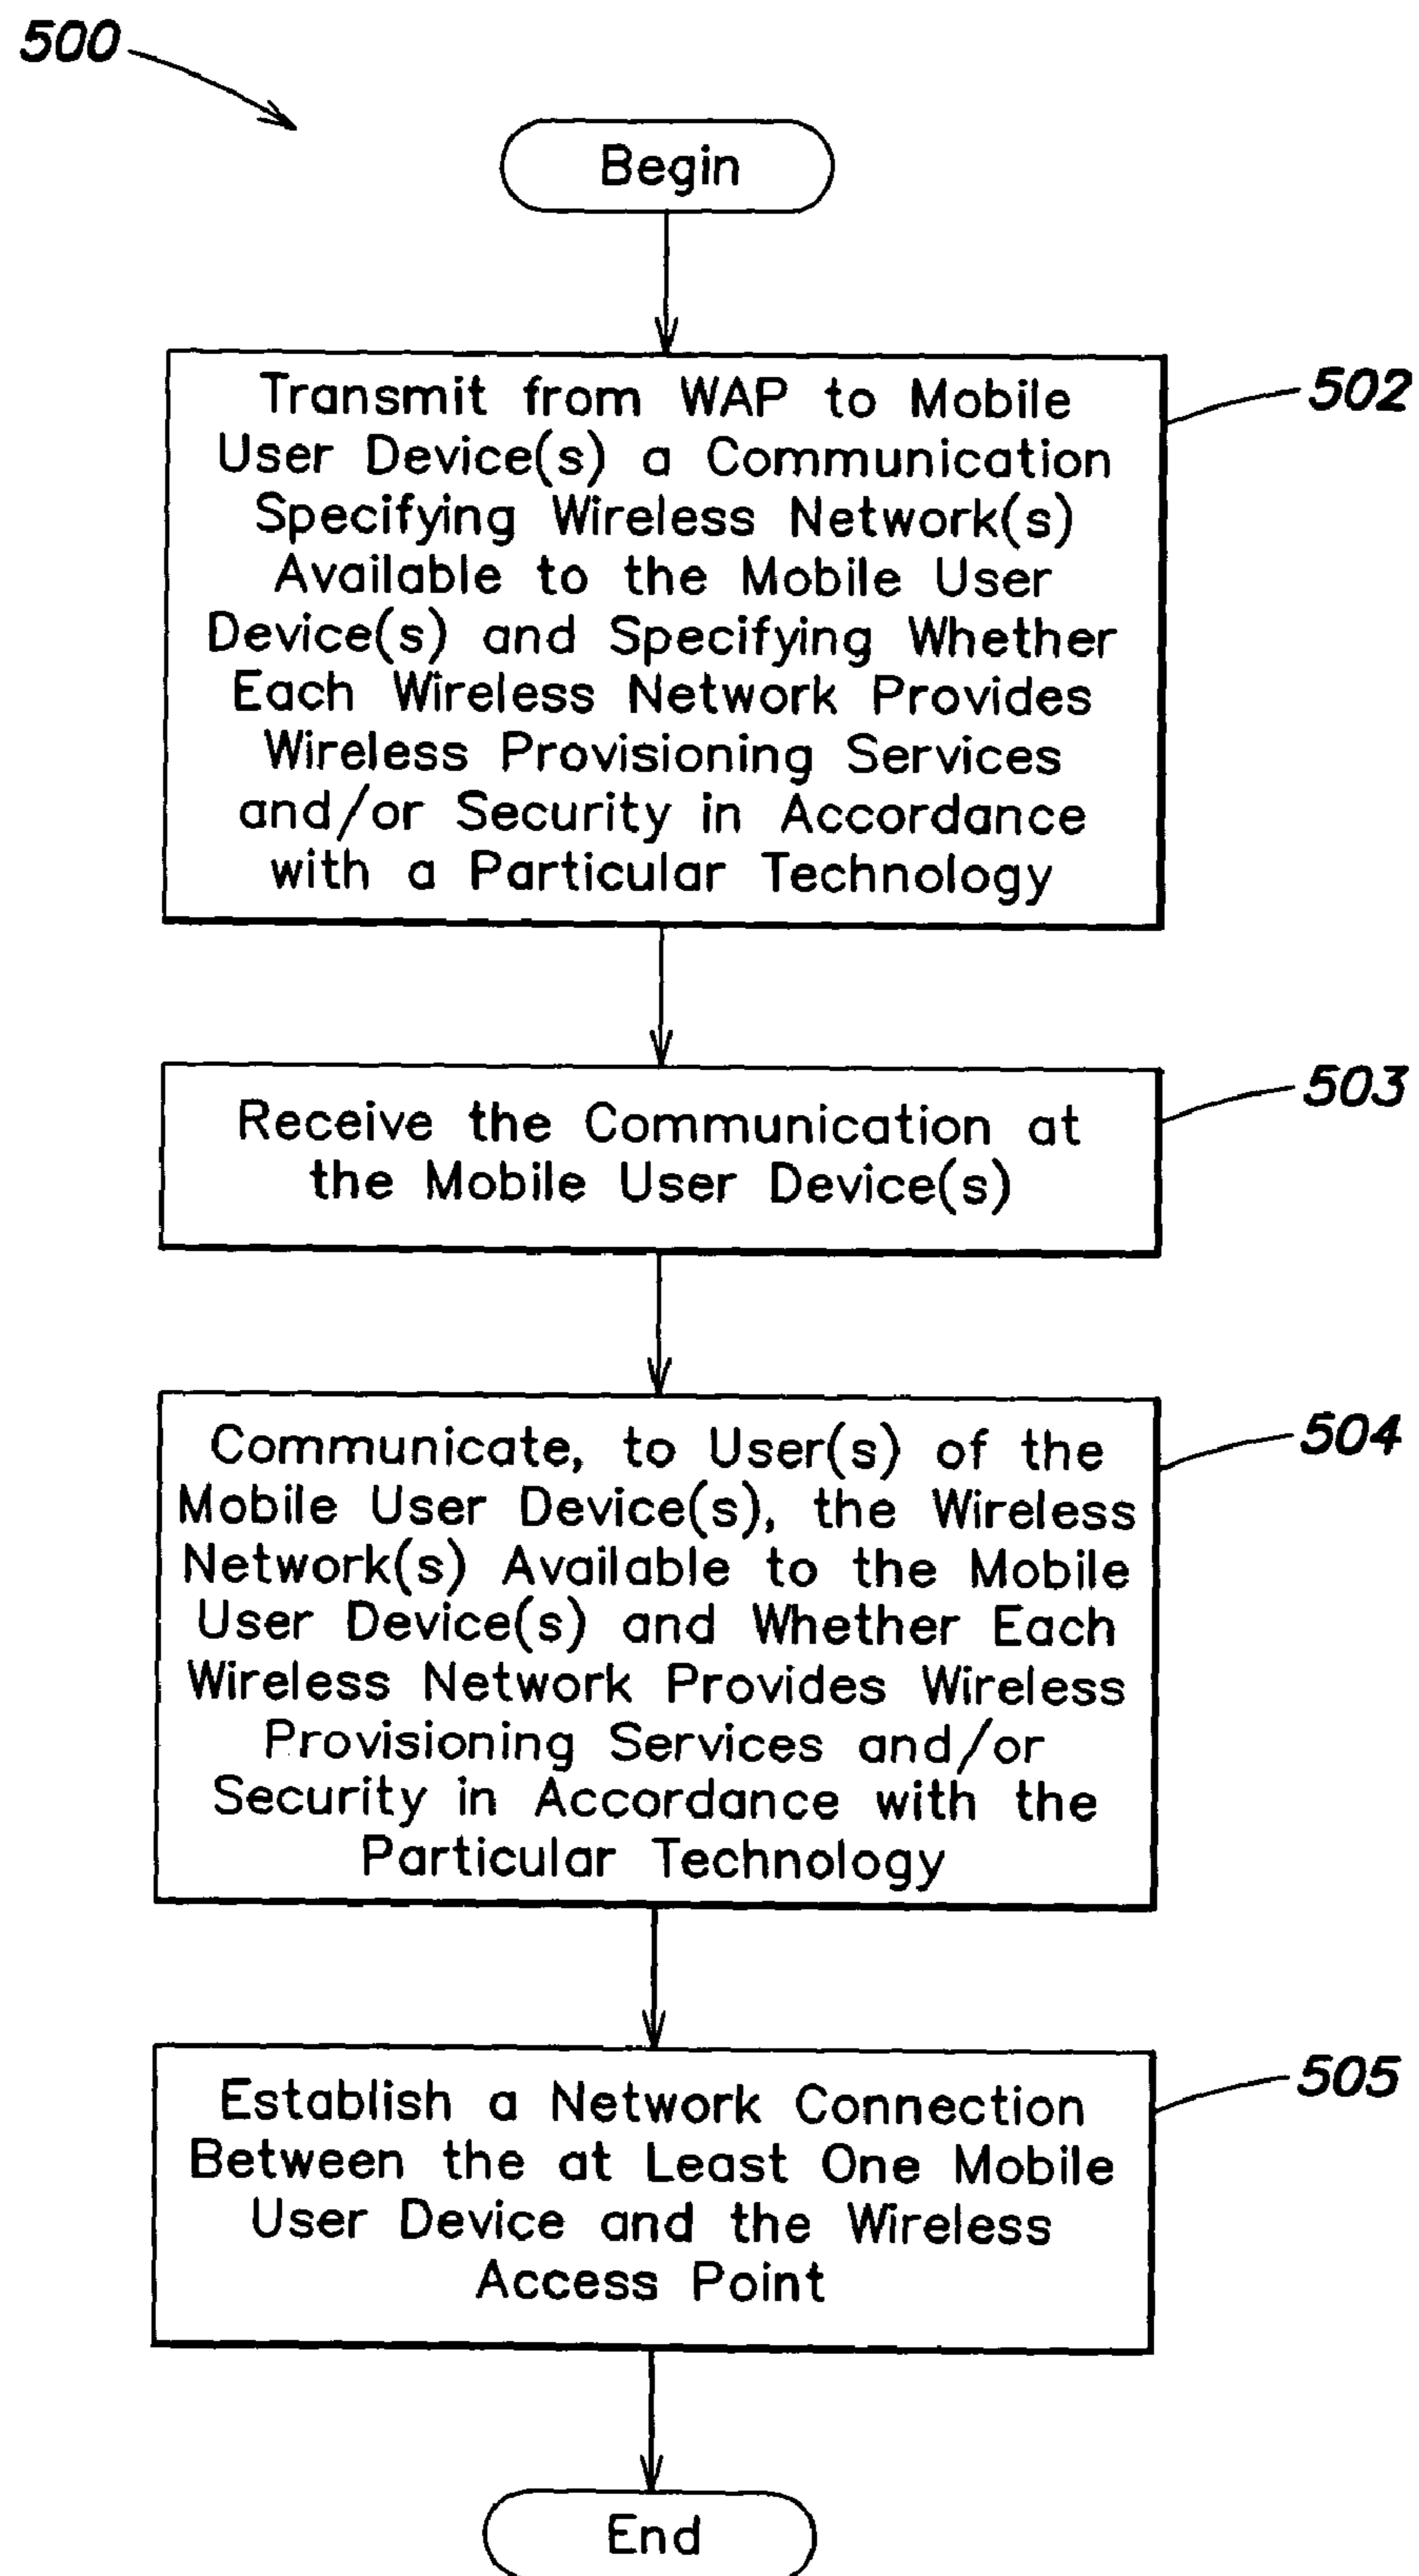 500
Begin
Transmit from WAP to Mobile
User Device(s) a Communication
Specifying Wireless Network(s)
Available to the Mobile User
Device(s) and Specifying Whether
Each Wireless Network Provides
Wireless Provisioning Services
and/or Security in Accordance
with a Particular Technology
502
Receive the Communication at
the Mobile User Device(s)
503
Communicate, to User(s) of the
Mobile User Device(s), the Wireless
Network(s) Available to the Mobile
User Device(s) and Whether Each
Wireless Network Provides Wireless
Provisioning Services and/or
Security in Accordance with the
Particular Technology
504
Establish a Network Connection
Between the at Least One Mobile
User Device and the Wireless
Access Point
505
End